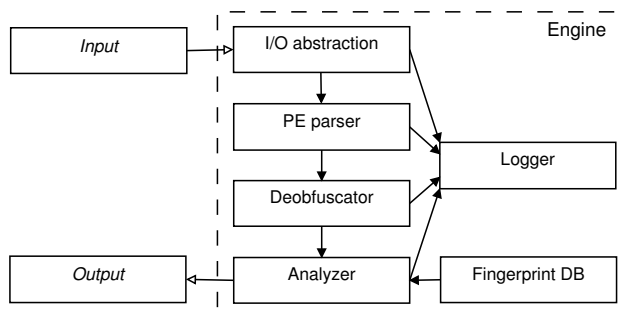 Engine
Input
I/O abstraction
PE parser
Logger
Deobfuscator
Output
Analyzer
Fingerprint DB